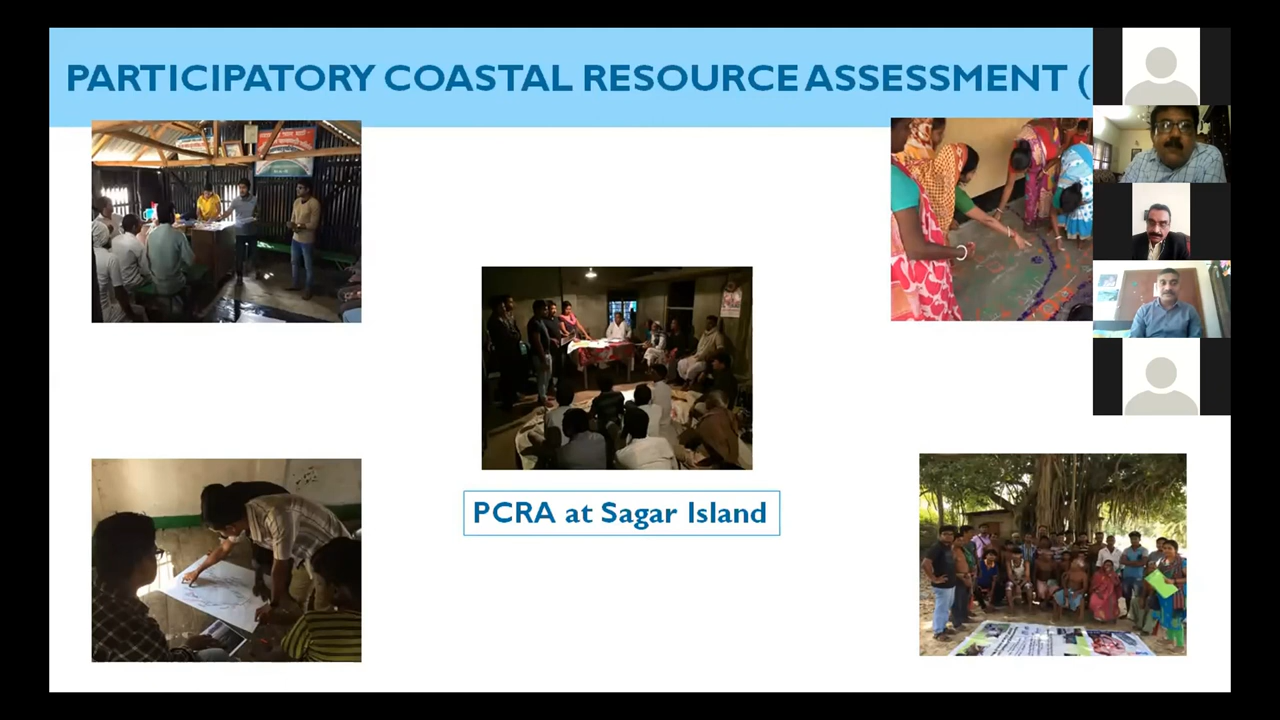 PARTICIPATORY COASTAL RESOURCE ASSESSMENT (
PCRA at Sagar Island